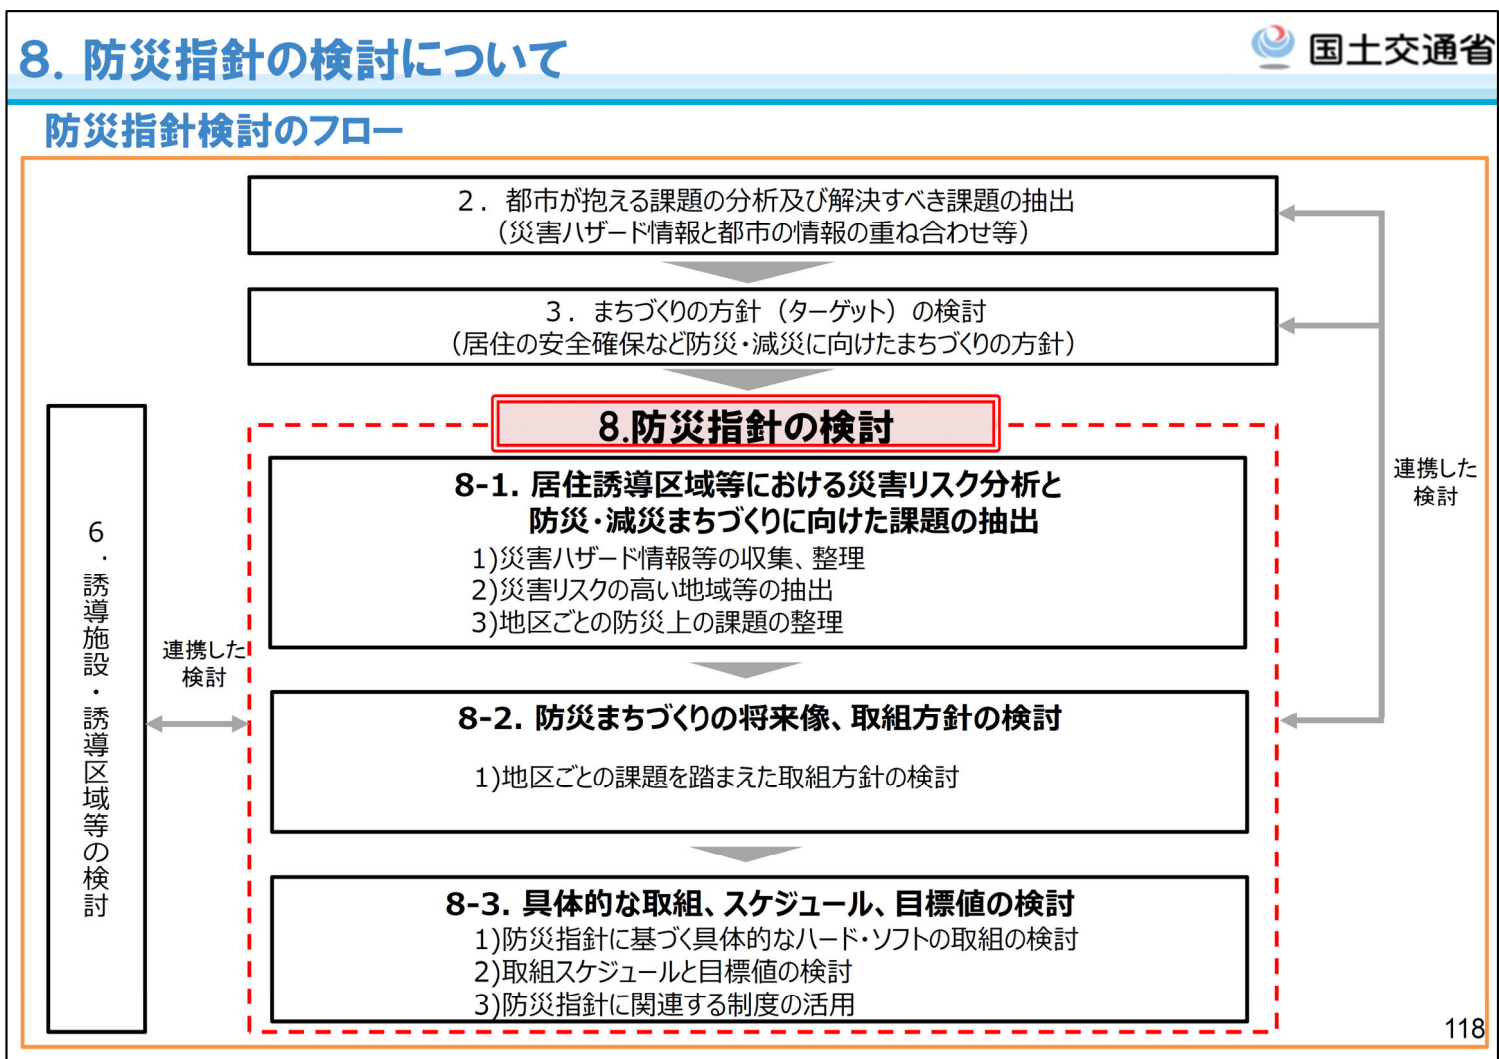 8. 防災指針の検討について
国土交通省
防災指針検討のフロー
2．都市が抱える課題の分析及び解決すべき課題の抽出
（災害ハザード情報と都市の情報の重ね合わせ等）
3．まちづくりの方針（ターゲット）の検討
（居住の安全確保など防災・減災に向けたまちづくりの方針）
8.防災指針の検討
8-1. 居住誘導区域等における災害リスク分析と
防災・減災まちづくりに向けた課題の抽出
1)災害ハザード情報等の収集、整理
2)災害リスクの高い地域等の抽出
3)地区ごとの防災上の課題の整理
8-2. 防災まちづくりの将来像、取組方針の検討
1)地区ごとの課題を踏まえた取組方針の検討
8-3. 具体的な取組、スケジュール、目標値の検討
1)防災指針に基づく具体的なハード・ソフトの取組の検討
2)取組スケジュールと目標値の検討
3)防災指針に関連する制度の活用
6．誘導施設・誘導区域等の検討
連携した
検討
連携した
検討
118